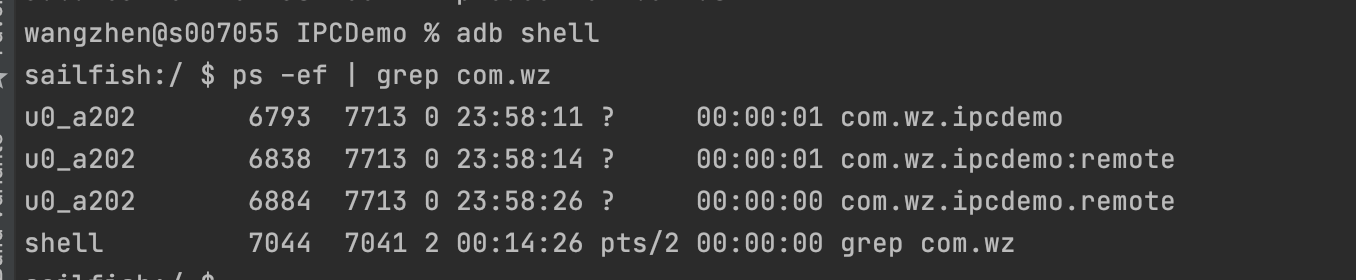 wangzhen@s007055 IPCDemo % adb shell
sailfish:/ $ ps -ef | grep com.wz
u0_a202       6793  7713 0 23:58:11 ?     00:00:01 com.wz.ipcdemo
u0_a202       6838  7713 0 23:58:14 ?     00:00:01 com.wz.ipcdemo:remote
u0_a202       6884  7713 0 23:58:26 ?     00:00:00 com.wz.ipcdemo.remote
shell         7044  7041 2 00:14:26 pts/2 00:00:00 grep com.wz